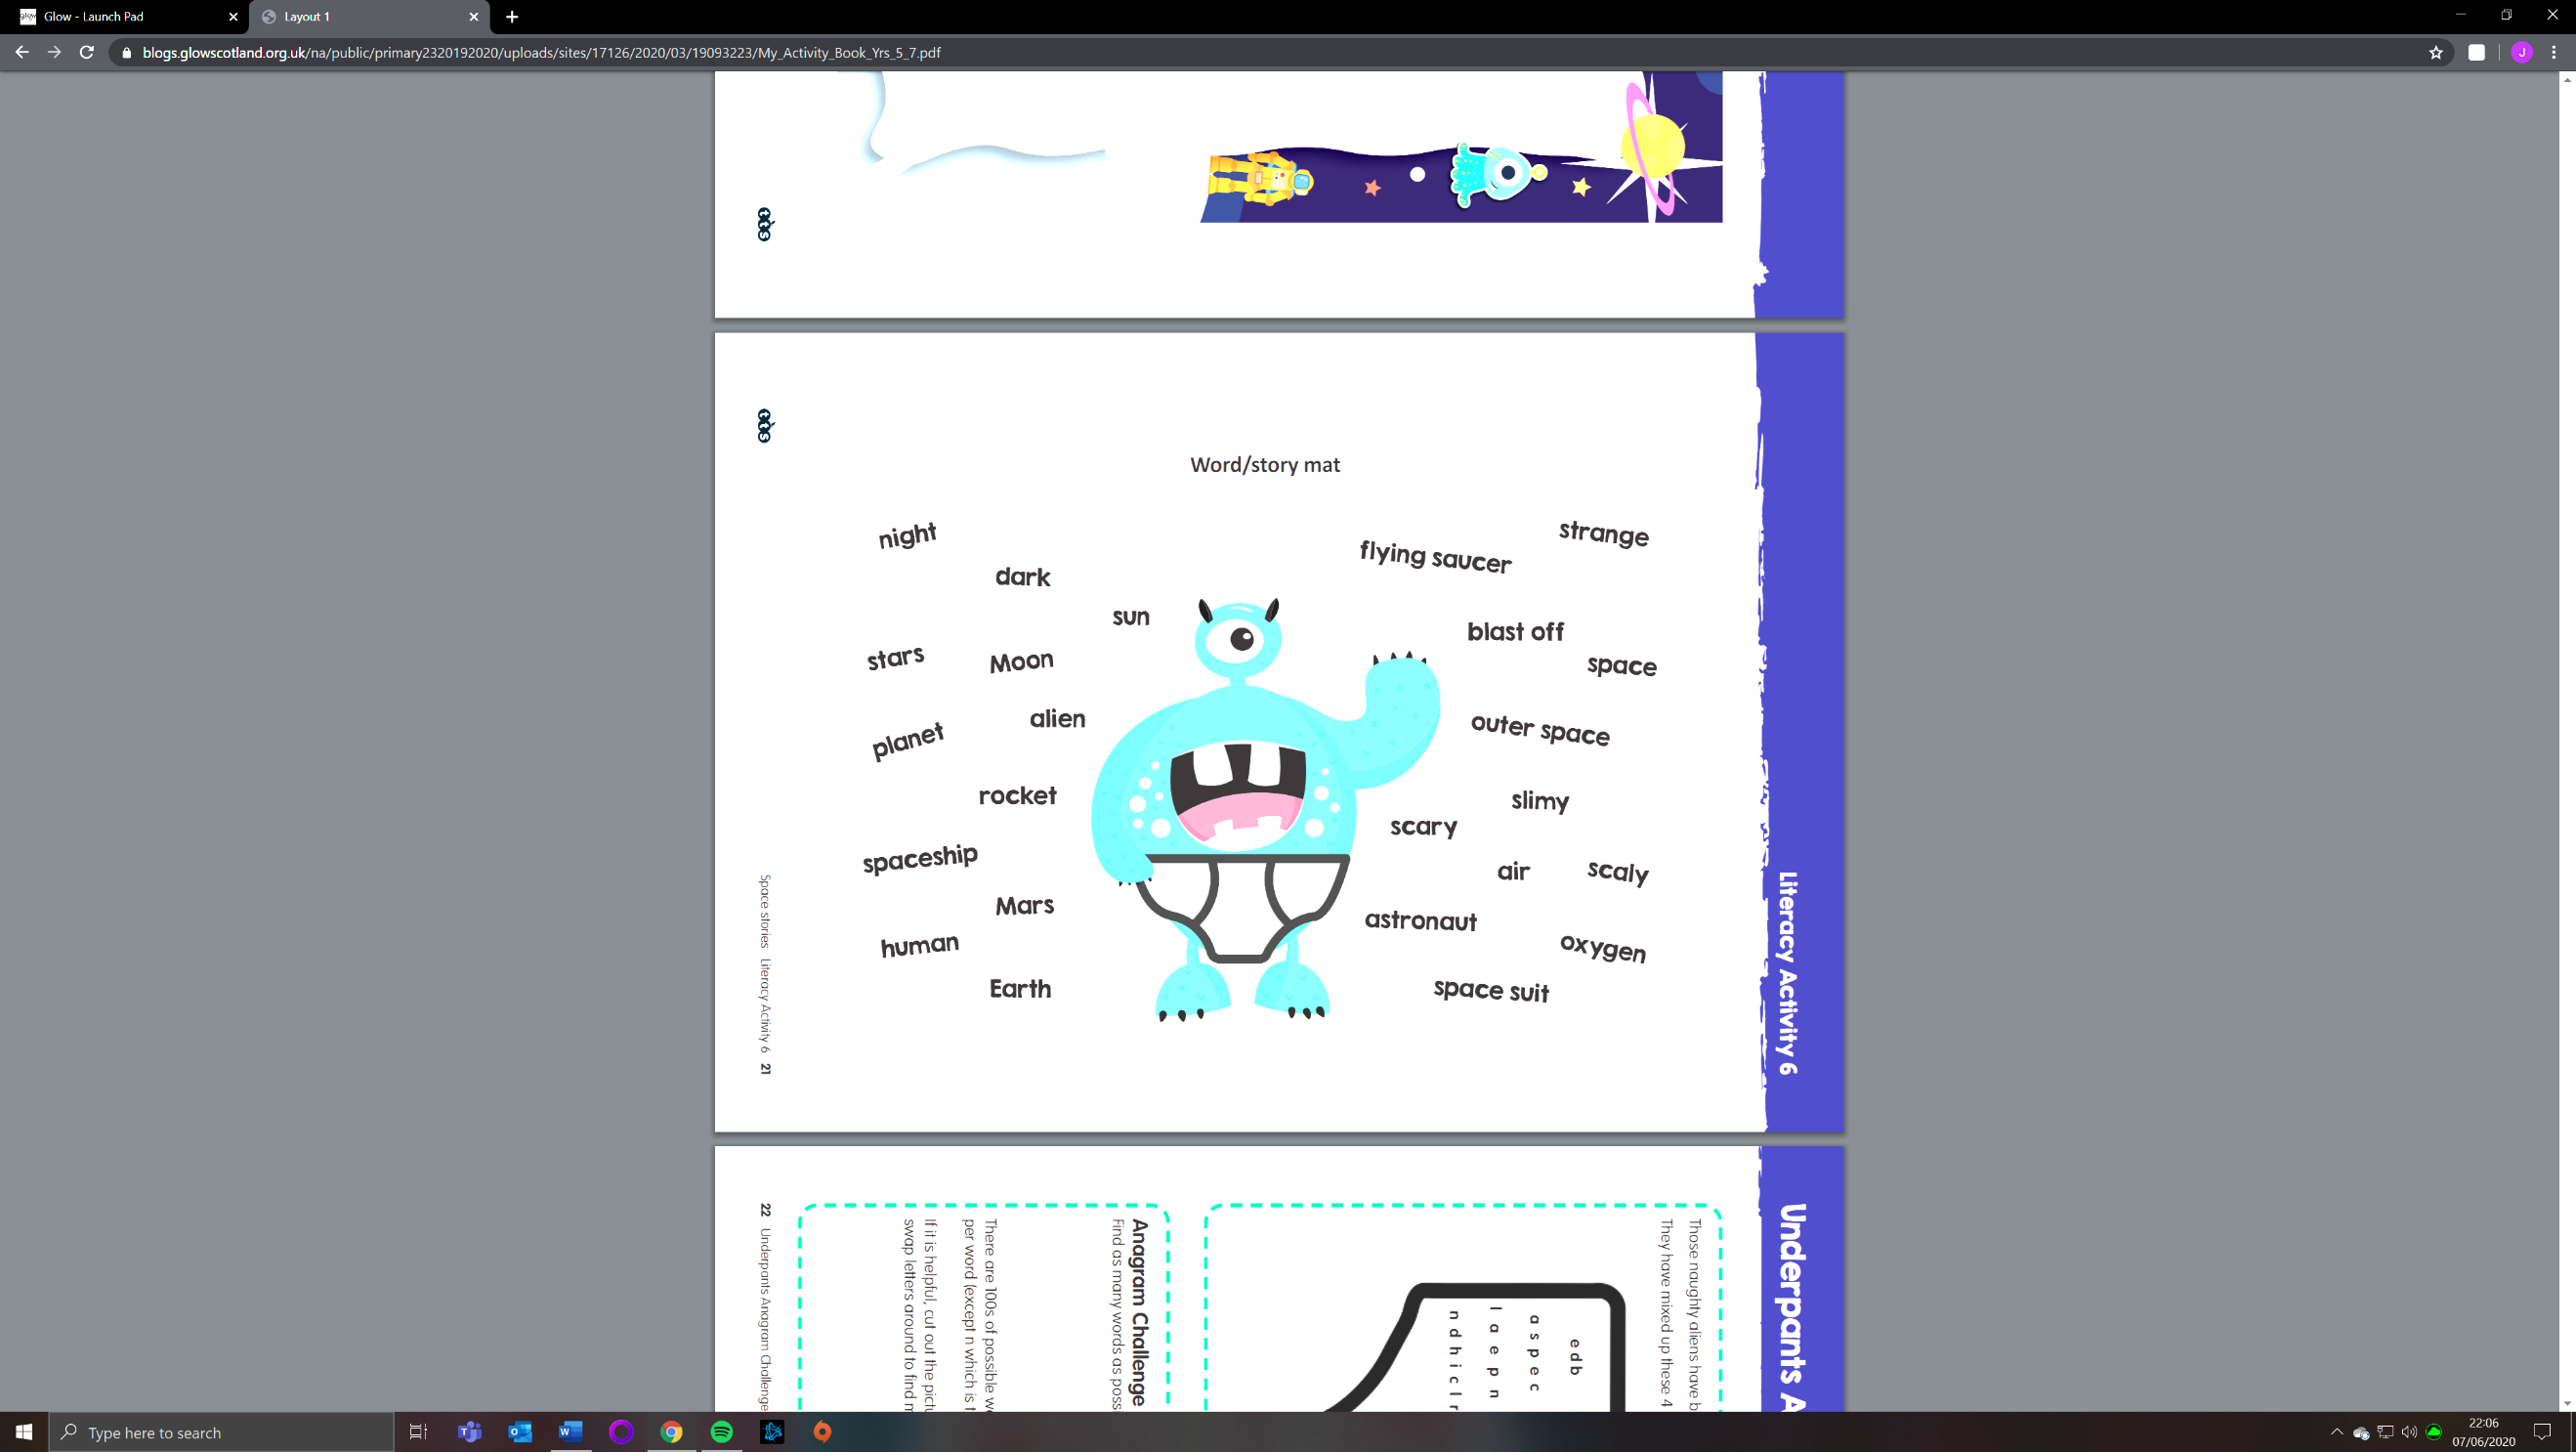 Glow - Launch Pad
Layout 1
blogs.glowscotland.org.uk/na/public/primary2320192020/uploads/sites/17126/2020/03/19093223/My_Activity_Book_Yrs_5_7.pdf
J
tts
tts
Word/story mat
night
dark
sun
stars
Moon
alien
planet
rocket
spaceship
Mars
human
Earth
flying saucer
strange
blast off
space
outer space
slimy
scary
air
scaly
astronaut
oxygen
space suit
Literacy Activity 6
Space stories Literacy Activity 6 21
Underpants A
Those naughty aliens have b
They have mixed up these 4
edb
aspec
laepn
ndhiclr
Anagram Challenge
Find as many words as poss
There are 100s of possible w
per word (except n which is t
If it is helpful, cut out the pict
swap letters around to find
22 Underpants Anagram Challenge
Type here to search
22:06
07/06/2020